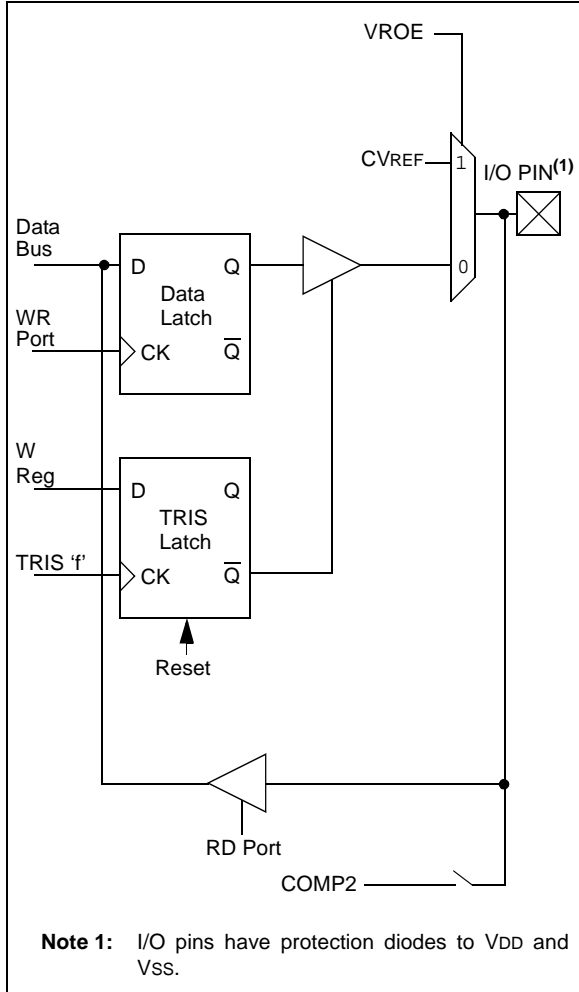 VROE
CVREF
1
I/O PIN(1)
Data
Bus
D
Q
0
Data
Latch
WR
Port
CK
Q
W
Reg
D
Q
TRIS
Latch
TRIS 'f'
CK
Q
Reset
RD Port
COMP2
Note 1: I/O pins have protection diodes to VDD and
VSS.